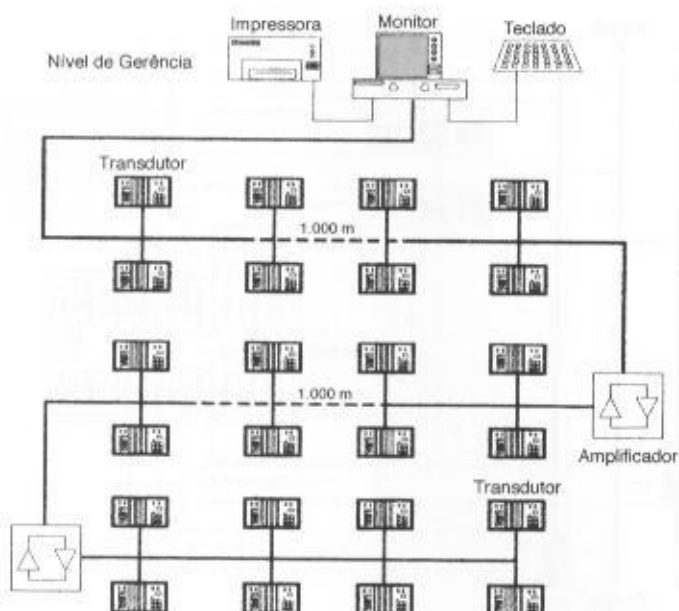 Impressora
Monitor
Teclado
Nível de Gerência
Transdutor
1.000 m
1.000 m
Amplificador
Transdutor